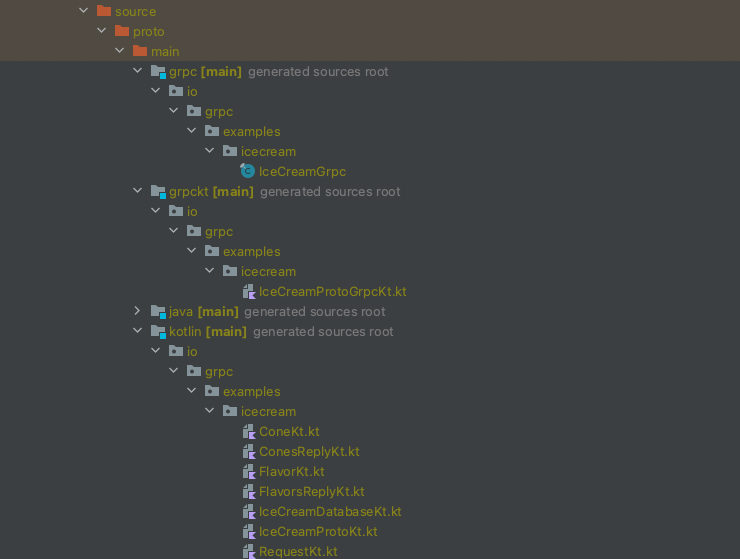 source
proto
main
grpc [main] generated sources root
io
grpc
examples
icecream
IceCreamGrpc
grpckt [main] generated sources root
io
grpc
examples
icecream
IceCreamProtoGrpcKt.kt
java [main] generated sources root
kotlin [main] generated sources root
io
grpc
examples
icecream
ConeKt.kt
ConesReplyKt.kt
FlavorKt.kt
FlavorsReplyKt.kt
IceCreamDatabaseKt.kt
IceCreamProtoKt.kt
RequestKt.kt